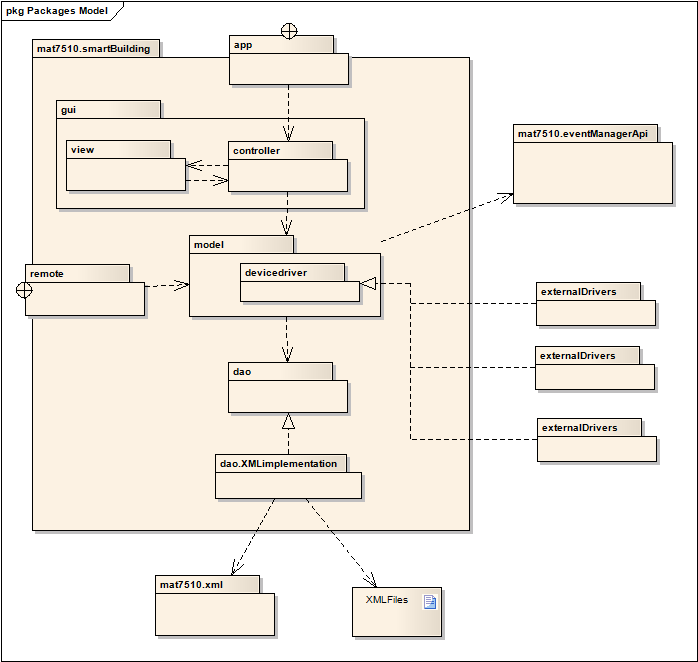 pkg Packages Model
mat7510.smartBuilding
app
gui
view
controller
mat7510.eventManagerApi
model
devicedriver
remote
externalDrivers
externalDrivers
dao
externalDrivers
dao.XMLimplementation
mat7510.xml
XMLFiles